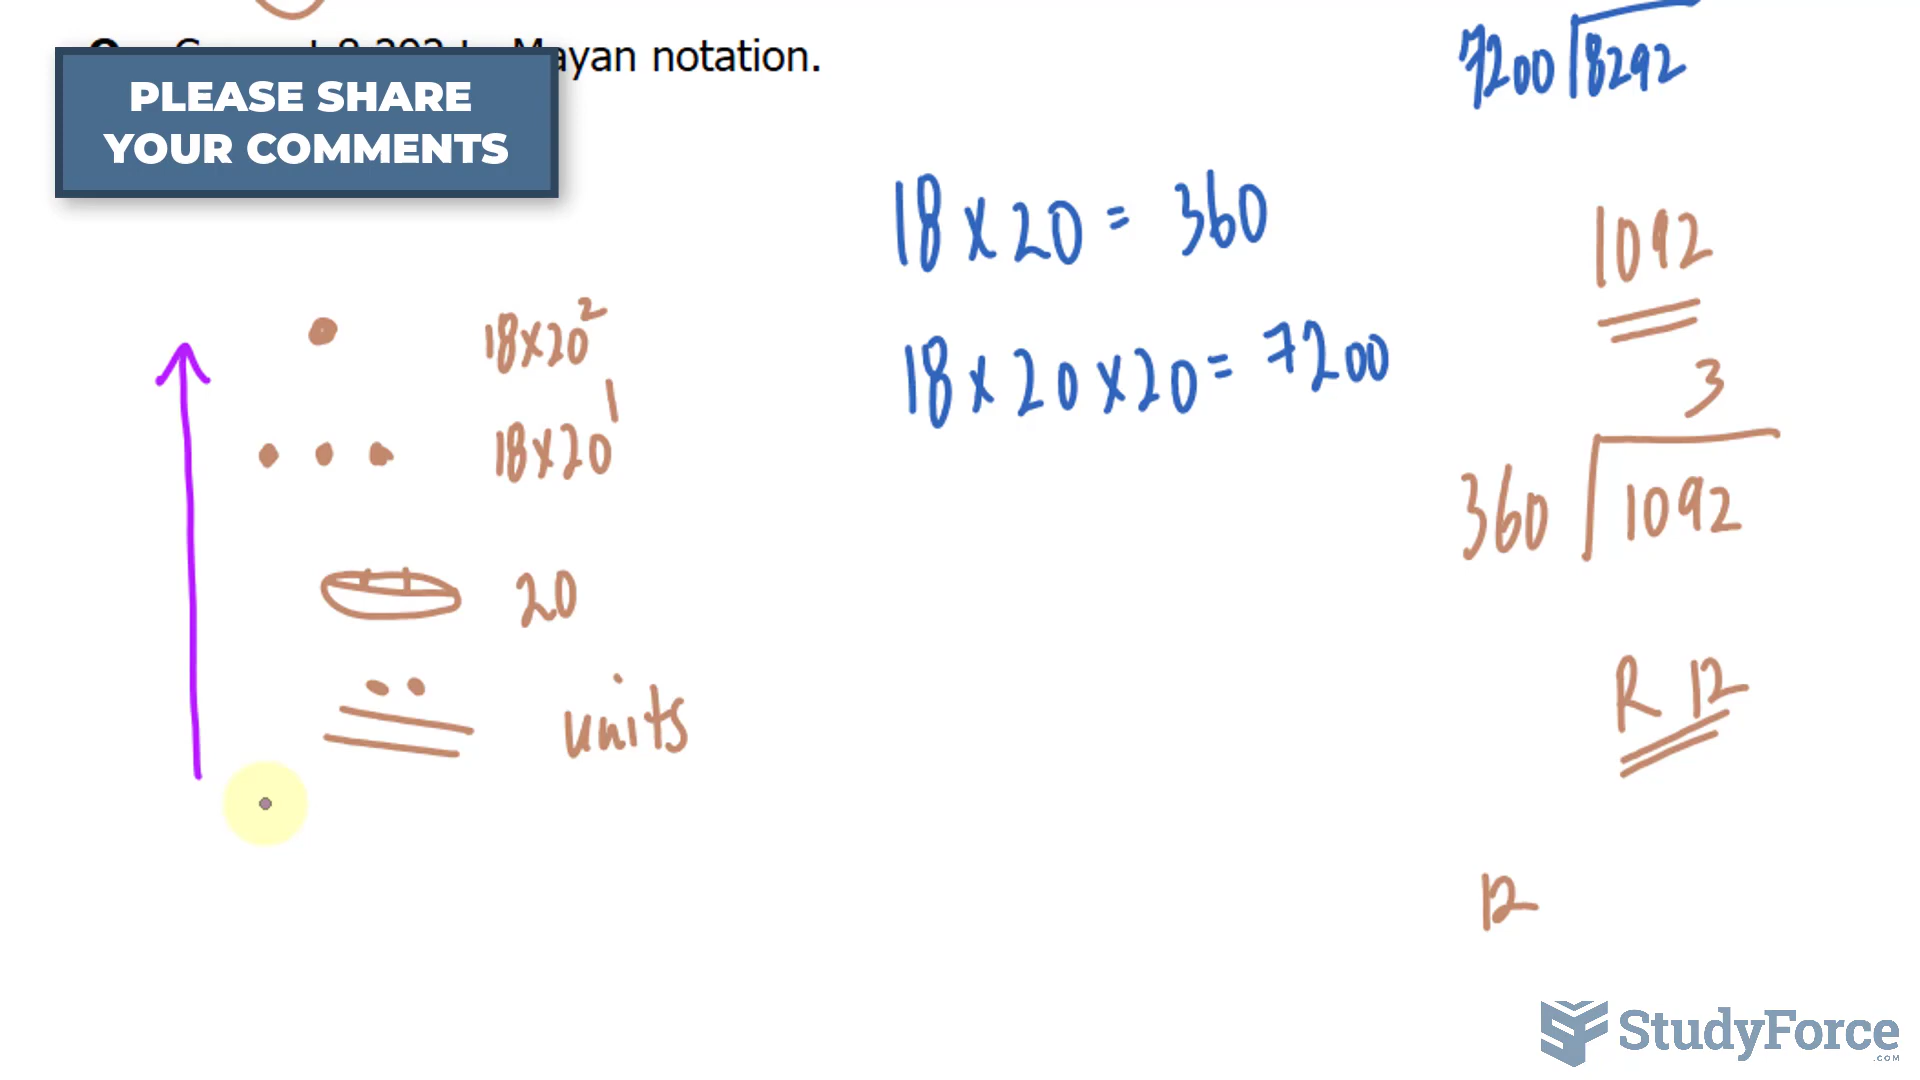 ayan notation.
PLEASE SHARE
YOUR COMMENTS
7200 8292
18 x 20 = 360
18 x 20 x 20 = 7200
1092
3
360 1092
R 12
12
18x20²
18x20¹
20
units
StudyForce
.COM